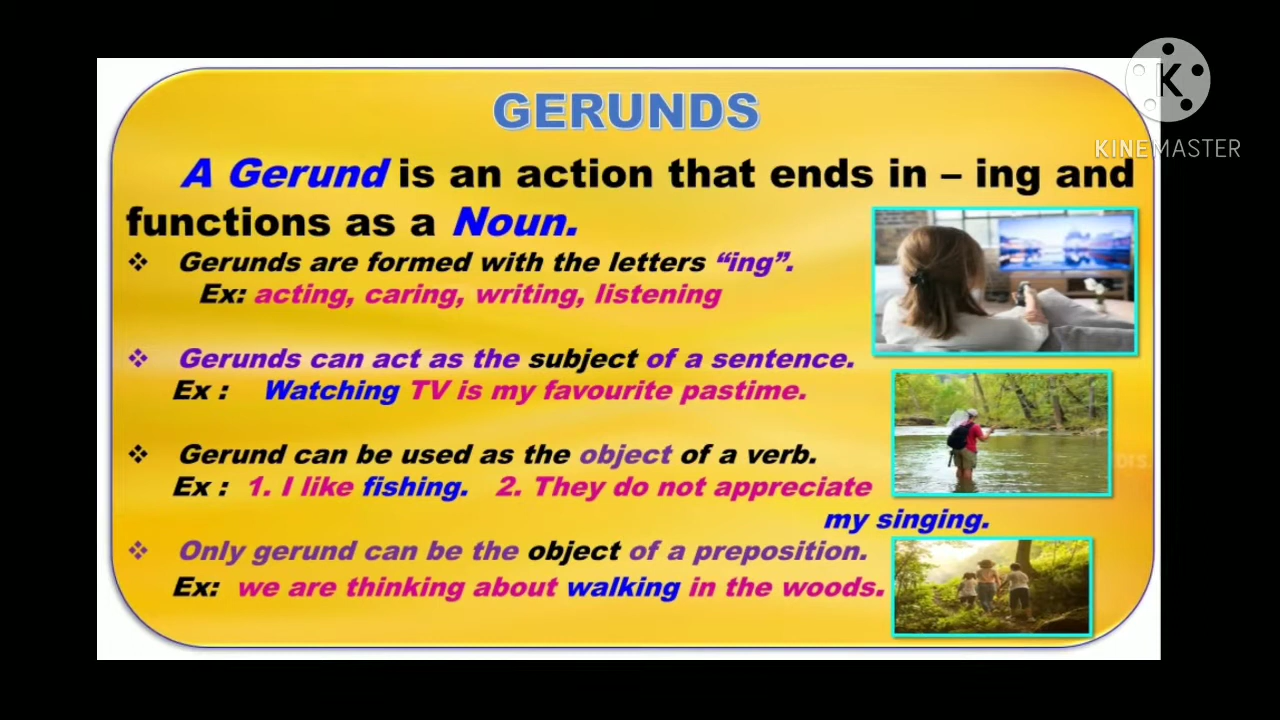 GERUNDS
KINEMASTER
A Gerund is an action that ends in – ing and
functions as a Noun.
❖ Gerunds are formed with the letters “ing”.
Ex: acting, caring, writing, listening
❖ Gerunds can act as the subject of a sentence.
Ex : Watching TV is my favourite pastime.
❖ Gerund can be used as the object of a verb.
Ex : 1. I like fishing. 2. They do not appreciate
my singing.
❖ Only gerund can be the object of a preposition.
Ex: we are thinking about walking in the woods.